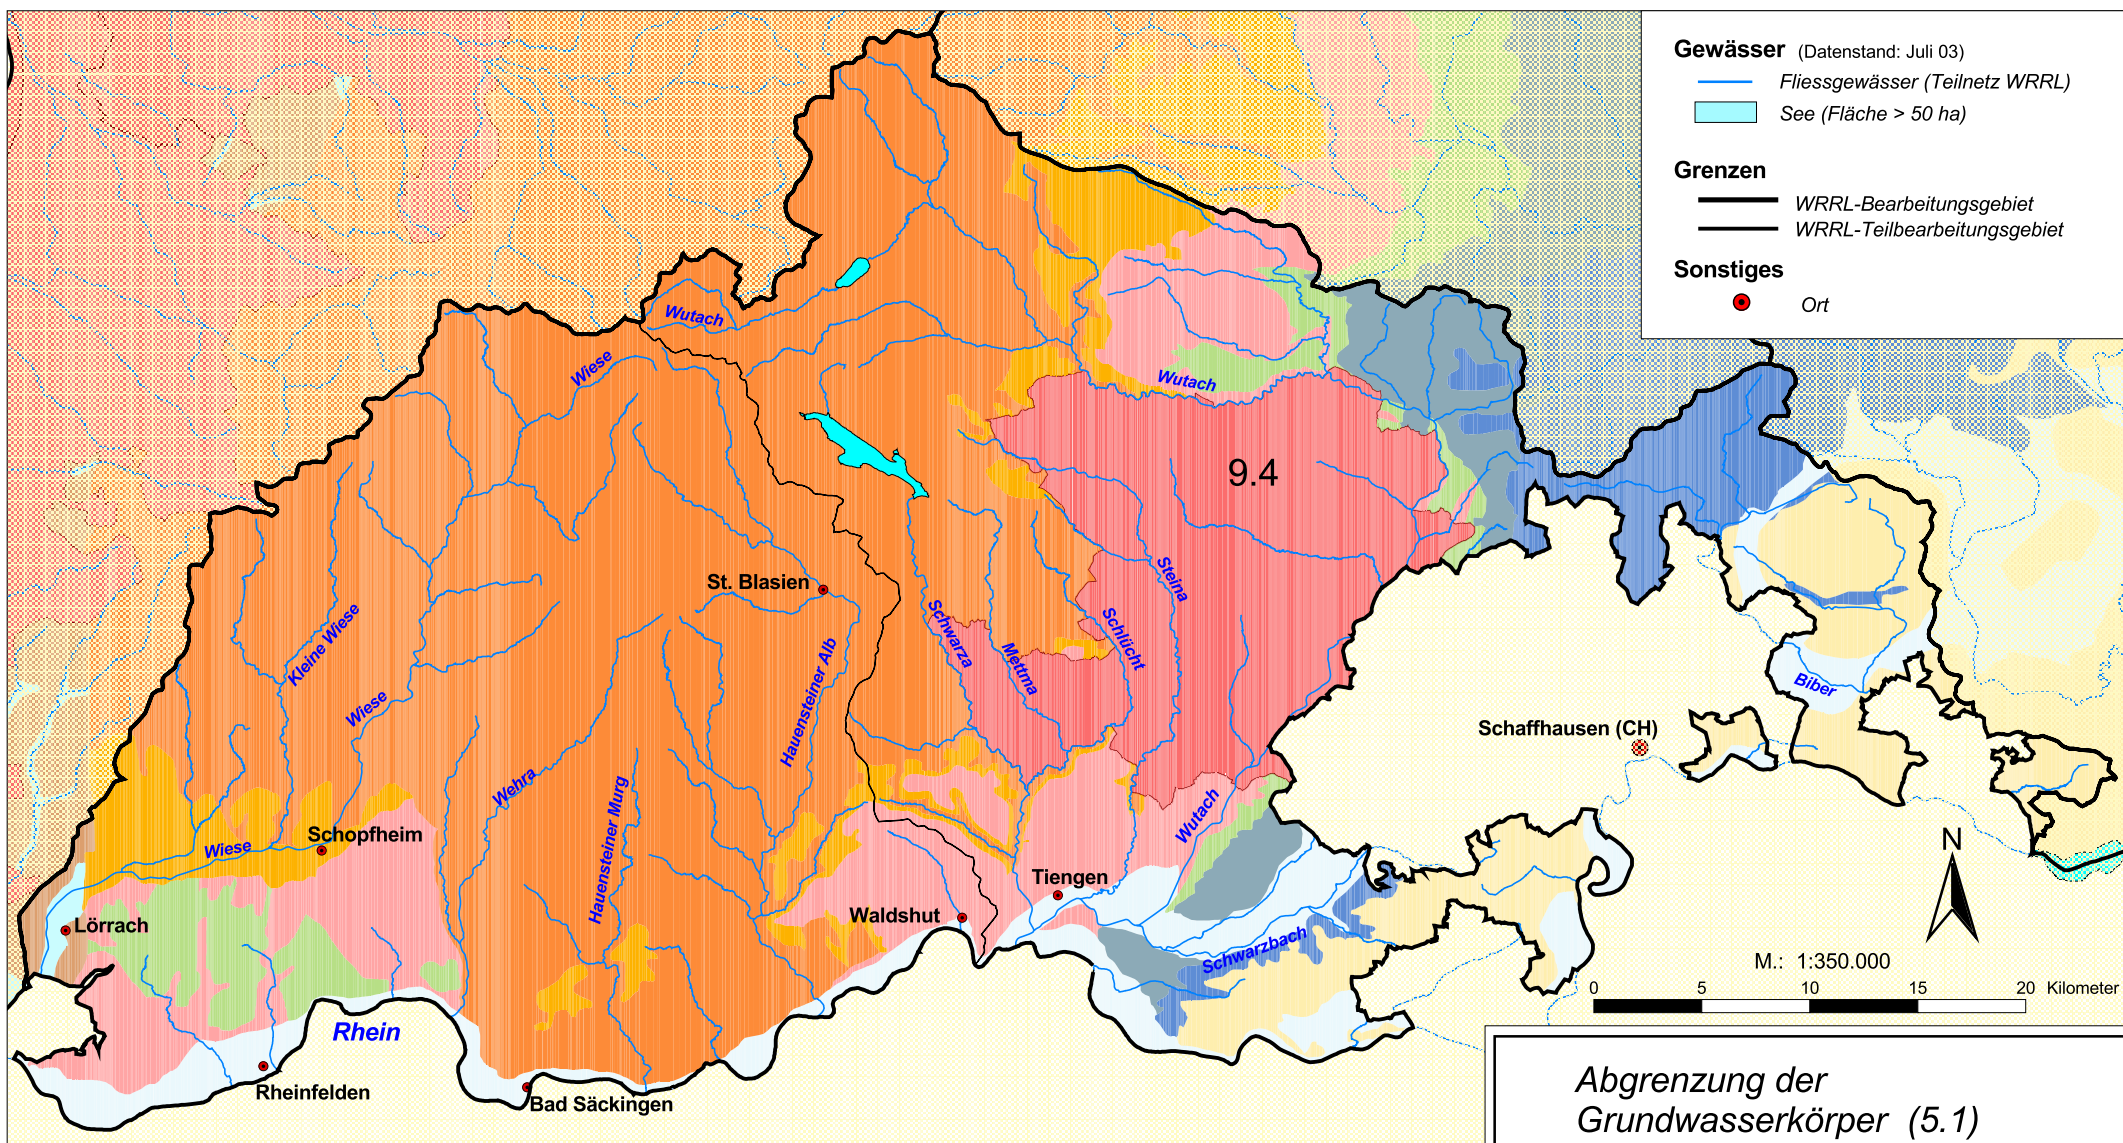 Gewässer (Datenstand: Juli 03)
Fliessgewässer (Teilnetz WRRL)
See (Fläche > 50 ha)
Grenzen
WRRL-Bearbeitungsgebiet
WRRL-Teilbearbeitungsgebiet
Sonstiges
Ort
Wutach
Wiese
Wutach
9.4
St. Blasien
Steina
Kleine Wiese
Schwarza
Mettma
Schlücht
Wiese
Hauensteiner Alb
Biber
Schaffhausen (CH)
Wehra
Hauensteiner Murg
Wutach
Schopfheim
Wiese
N
Tiengen
Waldshut
Lörrach
Schwarzbach
M.: 1:350.000
0 5 10 15 20 Kilometer
Rhein
Rheinfelden
Bad Säckingen
Abgrenzung der
Grundwasserkörper (5.1)